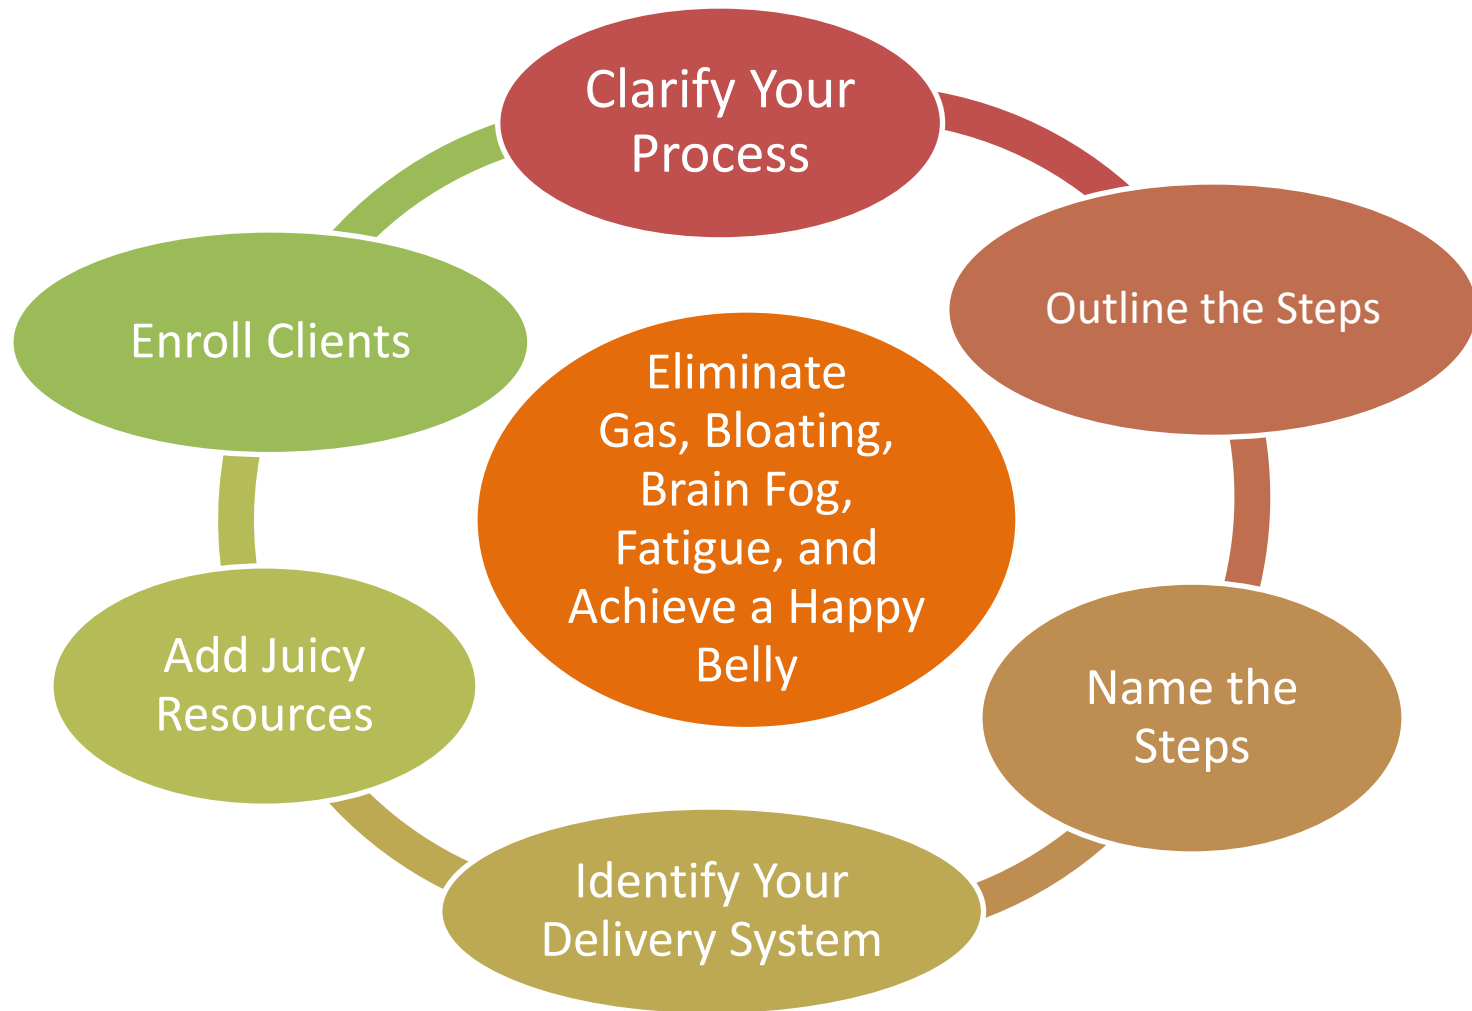 Clarify Your
Process
Outline the Steps
Name the
Steps
Identify Your
Delivery System
Add Juicy
Resources
Enroll Clients
Eliminate
Gas, Bloating,
Brain Fog,
Fatigue, and
Achieve a Happy
Belly